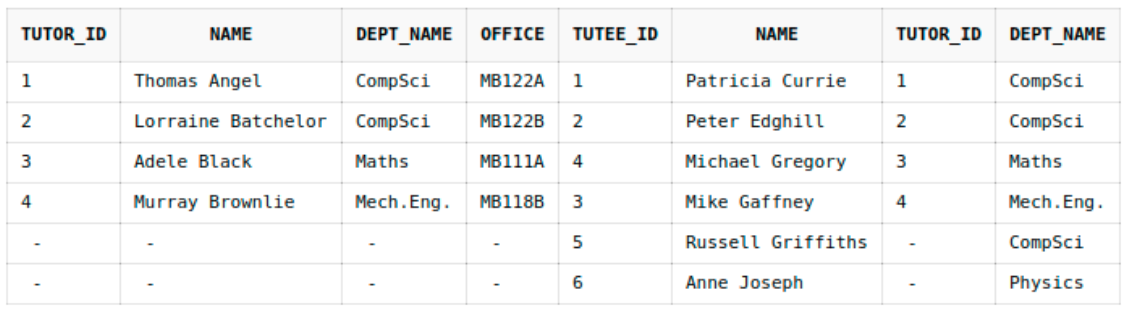 TUTOR_ID NAME DEPT_NAME OFFICE TUTEE_ID NAME TUTOR_ID DEPT_NAME
1 Thomas Angel CompSci MB122A 1 Patricia Currie 1 CompSci
2 Lorraine Batchelor CompSci MB122B 2 Peter Edghill 2 CompSci
3 Adele Black Maths MB111A 4 Michael Gregory 3 Maths
4 Murray Brownlie Mech.Eng. MB118B 3 Mike Gaffney 4 Mech.Eng.
- - - - 5 Russell Griffiths - CompSci
- - - - 6 Anne Joseph - Physics